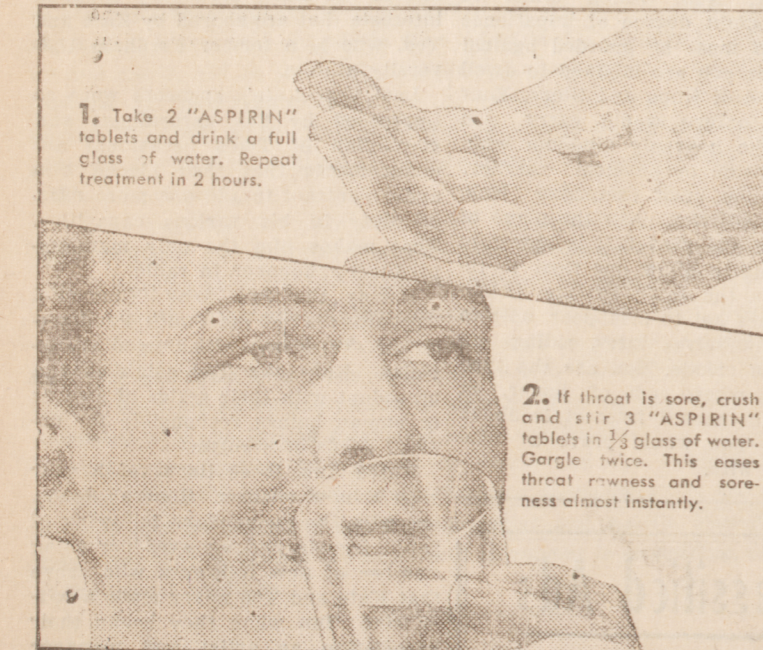 1. Take 2 "ASPIRIN"
tablets and drink a full
glass of water. Repeat
treatment in 2 hours.
2. If throat is sore, crush
and stir 3 "ASPIRIN"
tablets in ⅓ glass of water.
Gargle twice. This eases
throat rawness and sore-
ness almost instantly.